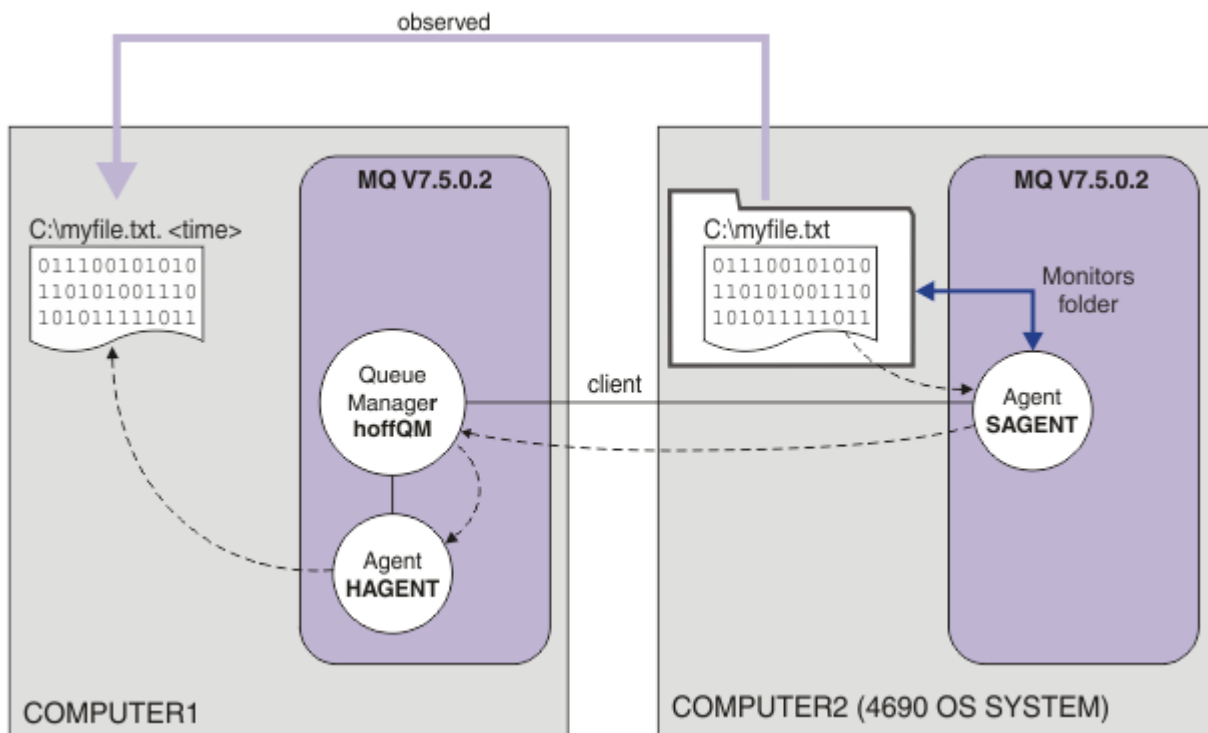 observed
MQ V7.5.0.2
C:\myfile.txt. <time>
011100101010
110101001110
101011111011
Queue
Manager
hoffQM
Agent
HAGENT
COMPUTER1
client
MQ V7.5.0.2
C:\myfile.txt
011100101010
110101001110
101011111011
Monitors
folder
Agent
SAGENT
COMPUTER2 (4690 OS SYSTEM)